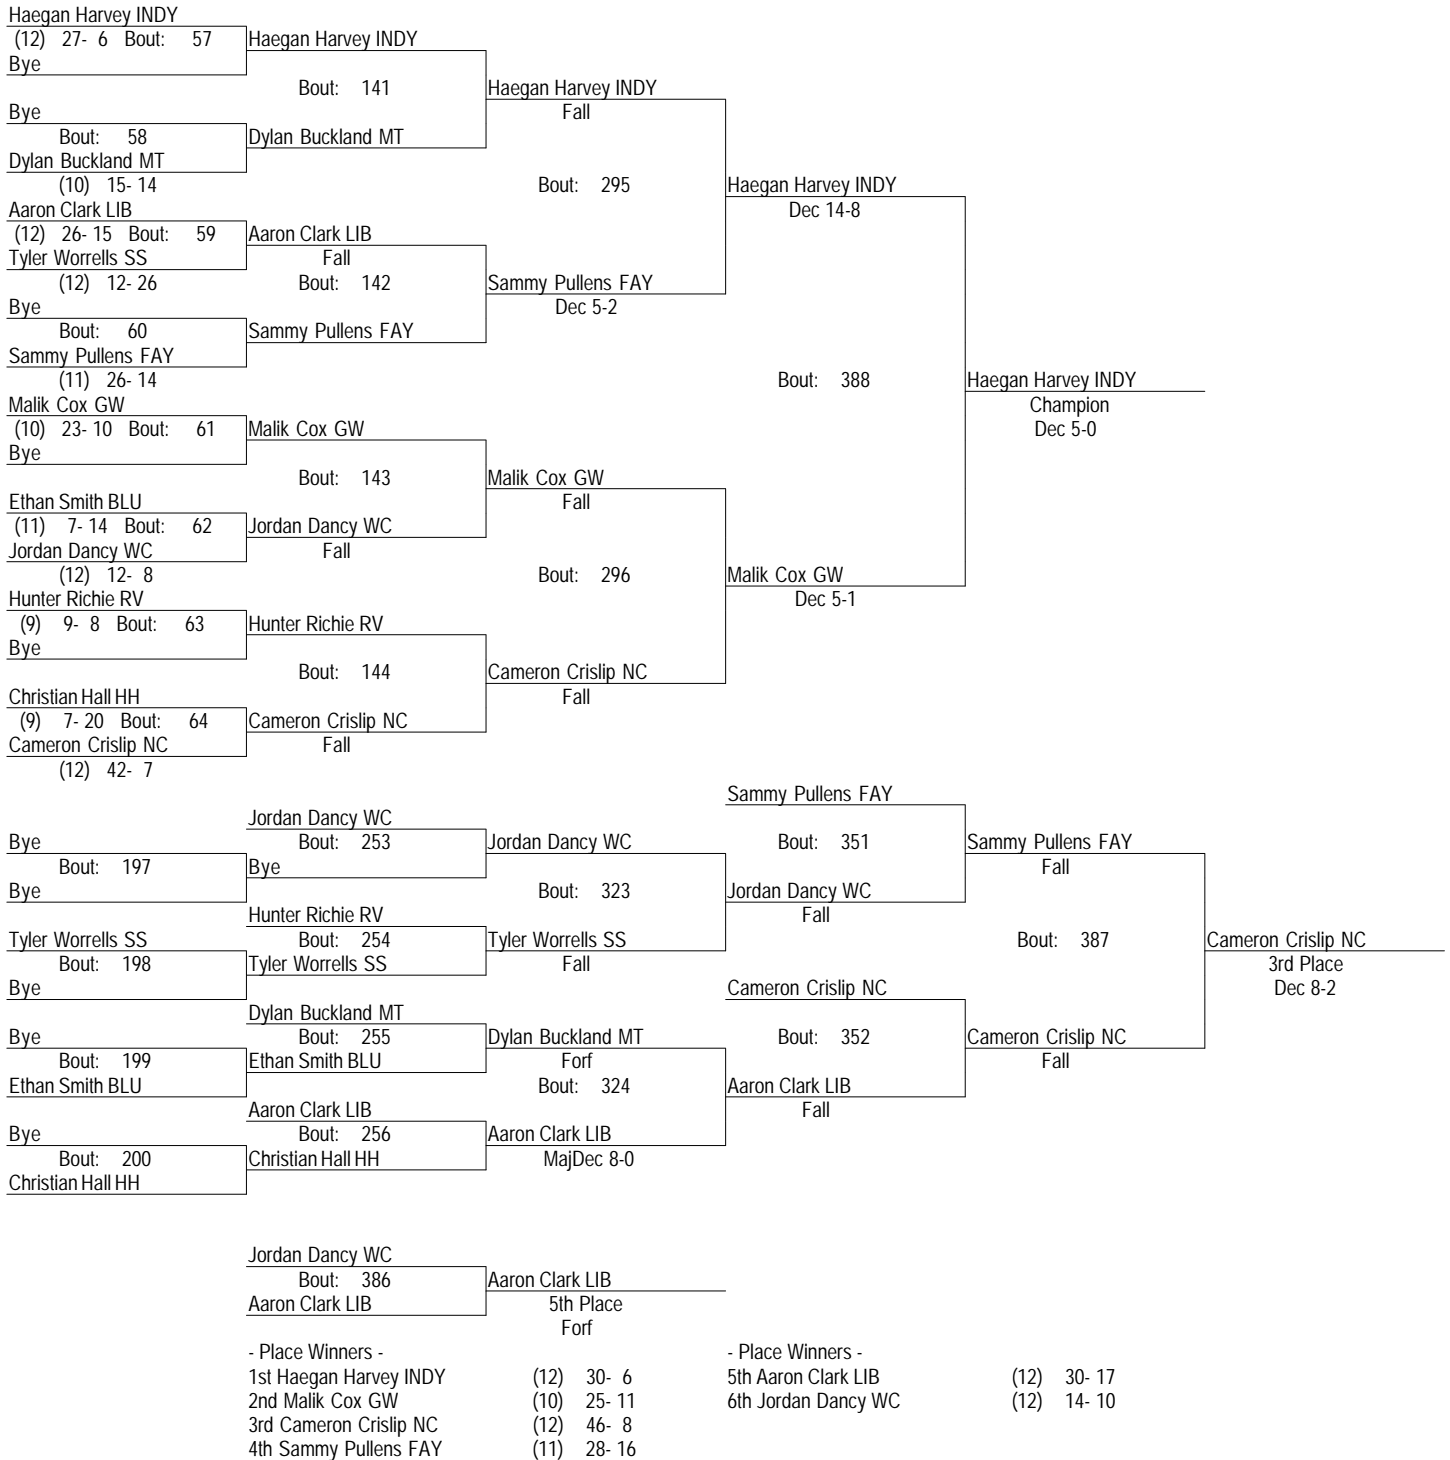 Haegan Harvey INDY
(12) 27- 6 Bout: 57 Haegan Harvey INDY
Bye
Bout: 141 Haegan Harvey INDY
Bye Fall
Bout: 58 Dylan Buckland MT
Dylan Buckland MT
(10) 15- 14 Bout: 295 Haegan Harvey INDY
Aaron Clark LIB Dec 14-8
(12) 26- 15 Bout: 59 Aaron Clark LIB
Tyler Worrells SS Fall
(12) 12- 26 Bout: 142 Sammy Pullens FAY
Bye Dec 5-2
Bout: 60 Sammy Pullens FAY
Sammy Pullens FAY
(11) 26- 14 Bout: 388 Haegan Harvey INDY
Malik Cox GW Champion
(10) 23- 10 Bout: 61 Malik Cox GW Dec 5-0
Bye
Bout: 143 Malik Cox GW
Ethan Smith BLU Fall
(11) 7- 14 Bout: 62 Jordan Dancy WC
Jordan Dancy WC Fall
(12) 12- 8 Bout: 296 Malik Cox GW
Hunter Richie RV Dec 5-1
(9) 9- 8 Bout: 63 Hunter Richie RV
Bye
Bout: 144 Cameron Crislip NC
Christian Hall HH Fall
(9) 7- 20 Bout: 64 Cameron Crislip NC
Cameron Crislip NC Fall
(12) 42- 7
Sammy Pullens FAY
Jordan Dancy WC
Bye Bout: 253 Jordan Dancy WC Bout: 351 Sammy Pullens FAY
Bout: 197 Bye Fall
Bye Bout: 323 Jordan Dancy WC
Hunter Richie RV Fall
Tyler Worrells SS Bout: 254 Tyler Worrells SS Bout: 387 Cameron Crislip NC
Bout: 198 Tyler Worrells SS Fall 3rd Place
Bye Cameron Crislip NC Dec 8-2
Dylan Buckland MT
Bye Bout: 255 Dylan Buckland MT Bout: 352 Cameron Crislip NC
Bout: 199 Ethan Smith BLU Forf Fall
Ethan Smith BLU Bout: 324 Aaron Clark LIB
Aaron Clark LIB Fall
Bye Bout: 256 Aaron Clark LIB
Bout: 200 Christian Hall HH MajDec 8-0
Christian Hall HH
Jordan Dancy WC
Bout: 386 Aaron Clark LIB
Aaron Clark LIB 5th Place
Forf
- Place Winners - - Place Winners -
1st Haegan Harvey INDY (12) 30- 6 5th Aaron Clark LIB (12) 30- 17
2nd Malik Cox GW (10) 25- 11 6th Jordan Dancy WC (12) 14- 10
3rd Cameron Crislip NC (12) 46- 8
4th Sammy Pullens FAY (11) 28- 16